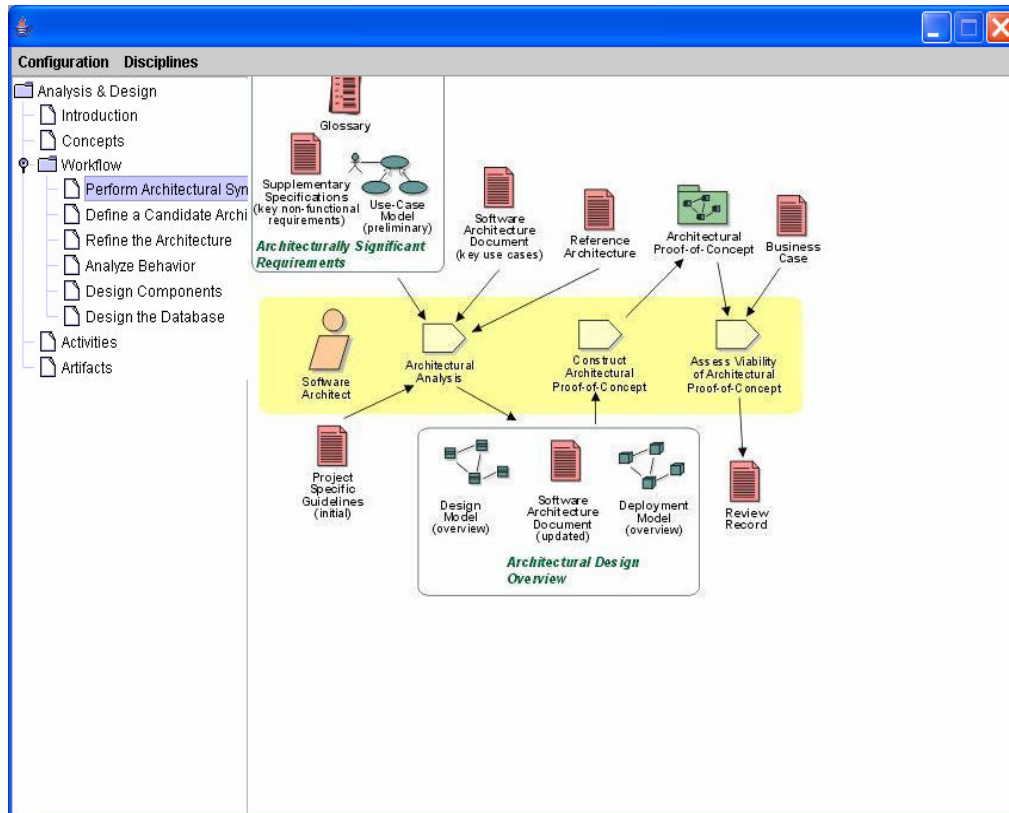 Configuration Disciplines
Analysis & Design
Introduction
Concepts
Workflow
Perform Architectural Syn
Define a Candidate Archi
Refine the Architecture
Analyze Behavior
Design Components
Design the Database
Activities
Artifacts
Glossary
Supplementary
Specifications
(key non-functional
requirements)
Use-Case
Model
(preliminary)
Architecturally Significant
Requirements
Software
Architecture
Document
(key use cases)
Reference
Architecture
Architectural
Proof-of-Concept
Business
Case
Software
Architect
Architectural
Analysis
Construct
Architectural
Proof-of-Concept
Assess Viability
of Architectural
Proof-of-Concept
Project
Specific
Guidelines
(initial)
Design
Model
(overview)
Software
Architecture
Document
(updated)
Deployment
Model
(overview)
Architectural Design
Overview
Review
Record